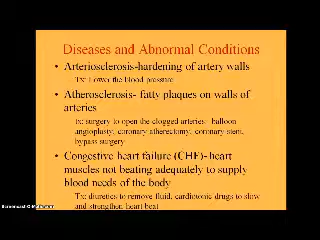 Diseases and Abnormal Conditions
• Arteriosclerosis-hardening of artery walls
Tx: Lower the blood pressure
• Atherosclerosis- fatty plaques on walls of
arteries
tx: surgery to open the clogged arteries- balloon
angioplasty, coronary atherectomy, coronary stent,
bypass surgery
• Congestive heart failure (CHF)- heart
muscles not beating adequately to supply
blood needs of the body
Tx: diuretics to remove fluid, cardiotonic drugs to slow
and strengthen heart beat